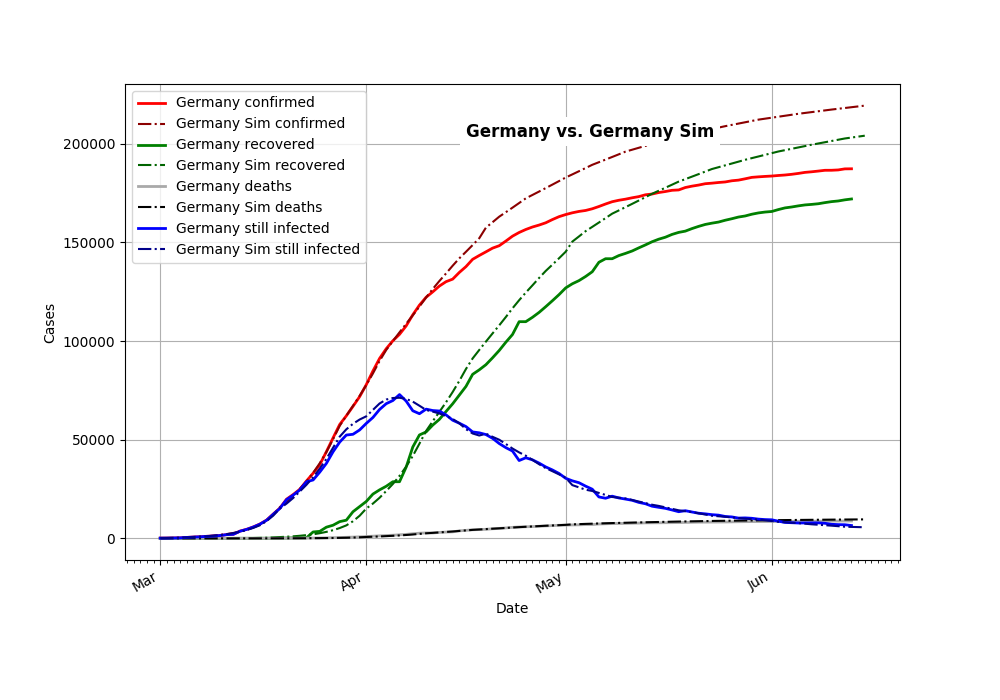 Germany vs. Germany Sim
Germany confirmed
Germany Sim confirmed
Germany recovered
Germany Sim recovered
Germany deaths
Germany Sim deaths
Germany still infected
Germany Sim still infected
Cases
200000
150000
100000
50000
0
Mar
Apr
May
Jun
Date